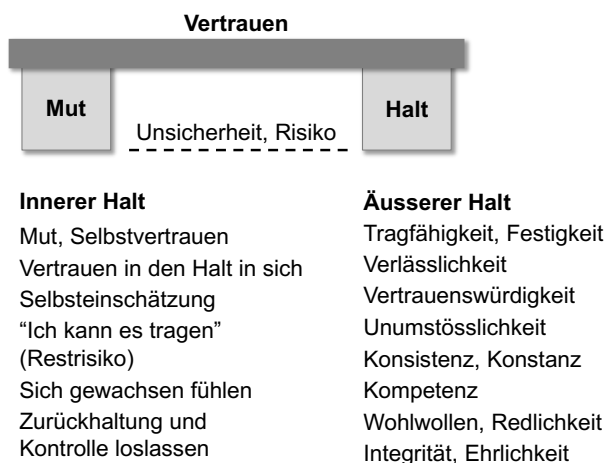 Vertrauen
Mut
Halt
Unsicherheit, Risiko
Innerer Halt
Mut, Selbstvertrauen
Vertrauen in den Halt in sich
Selbsteinschätzung
“Ich kann es tragen”
(Restrisiko)
Sich gewachsen fühlen
Zurückhaltung und
Kontrolle loslassen
Äusserer Halt
Tragfähigkeit, Festigkeit
Verlässlichkeit
Vertrauenswürdigkeit
Unumstösslichkeit
Konsistenz, Konstanz
Kompetenz
Wohlwollen, Redlichkeit
Integrität, Ehrlichkeit